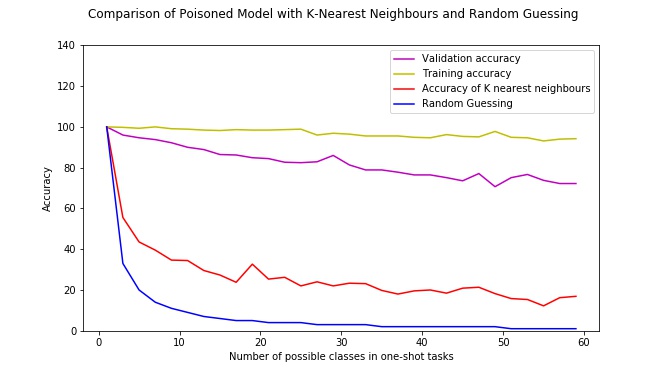 Comparison of Poisoned Model with K-Nearest Neighbours and Random Guessing
140
120
100
80
60
40
20
0
Accuracy
Validation accuracy
Training accuracy
Accuracy of K nearest neighbours
Random Guessing
0 10 20 30 40 50 60
Number of possible classes in one-shot tasks